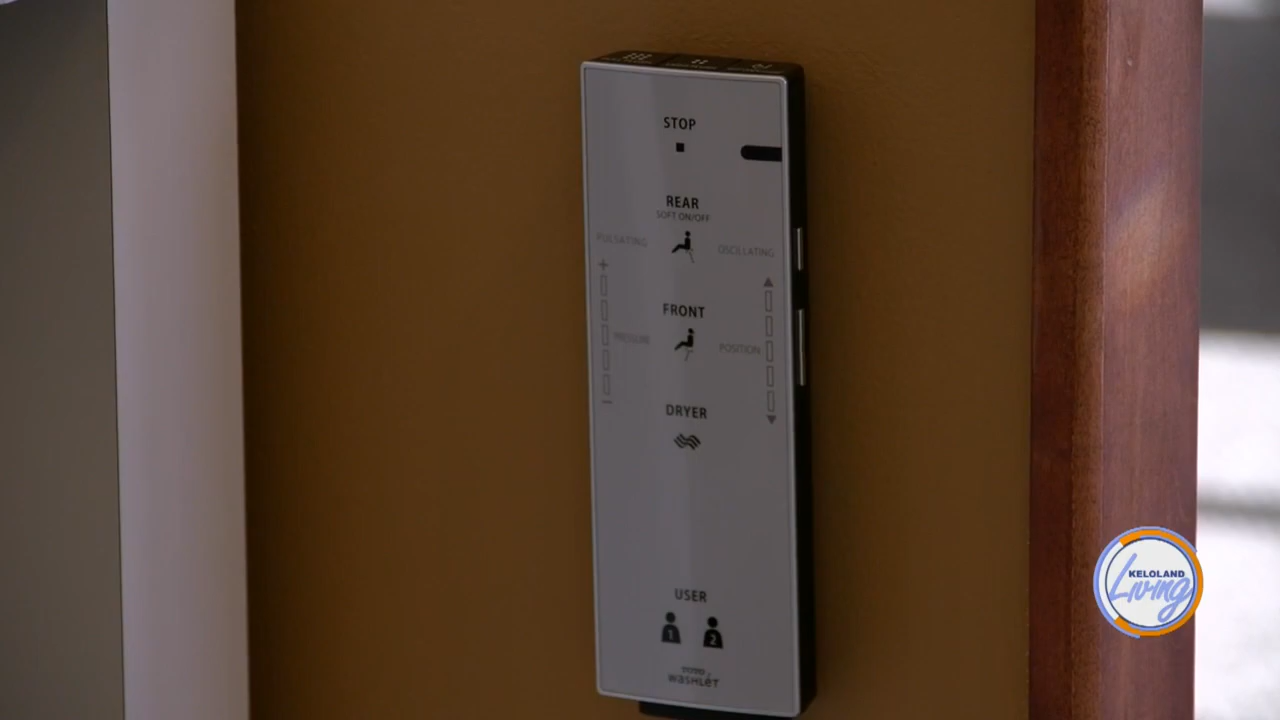 STOP
REAR
SOFT ON/OFF
PULSATING
OSCILLATING
+
FRONT
PRESSURE
POSITION
-
DRYER
USER
1 2
TOTO
WASHLET
KELOLAND
Living